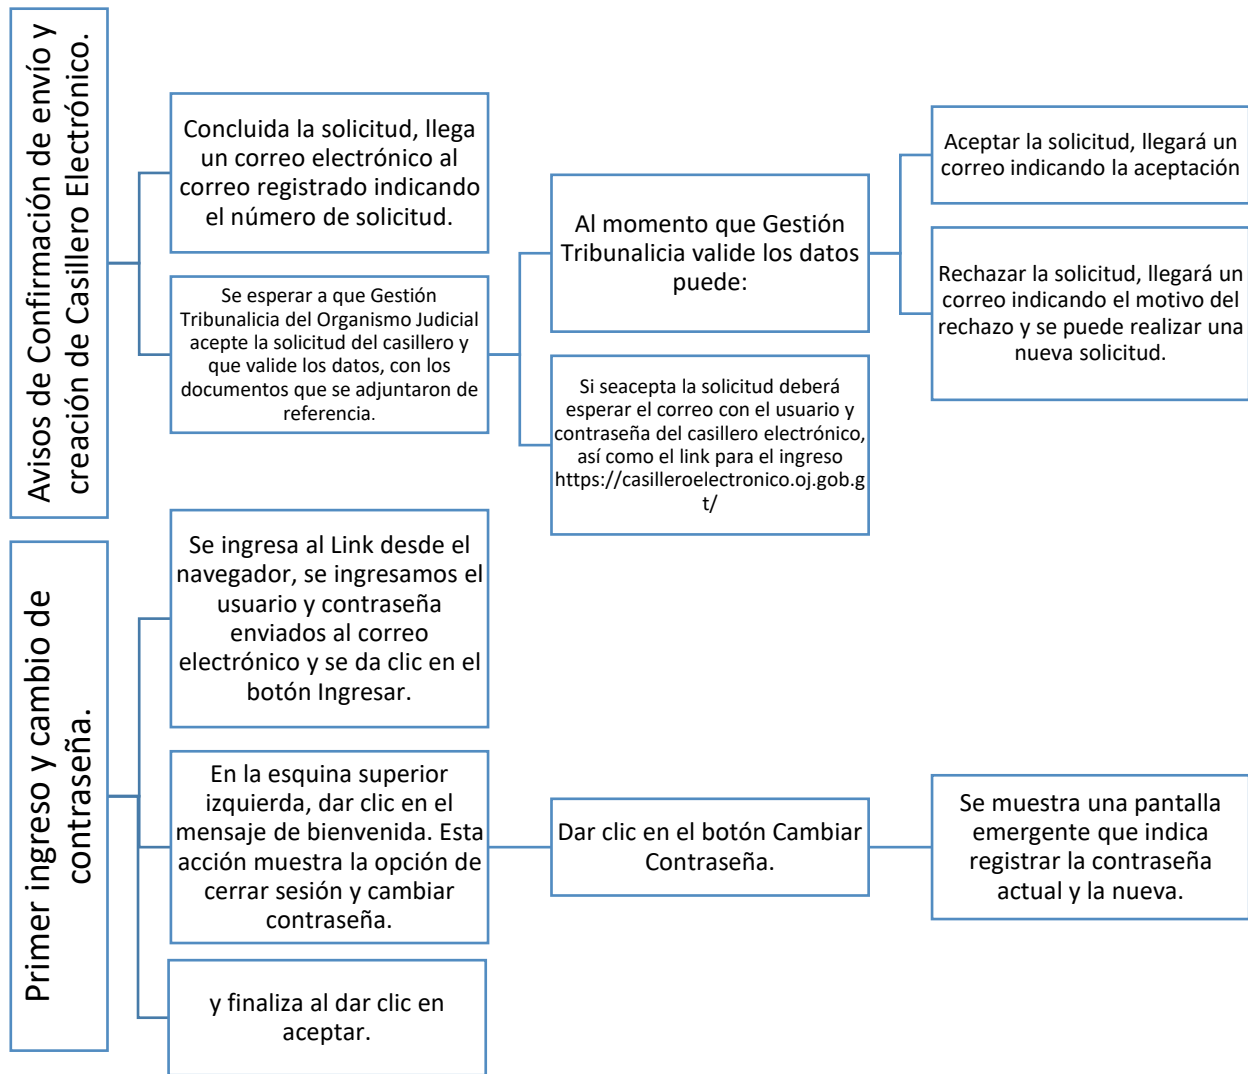 Avisos de Confirmación de envío y
creación de Casillero Electrónico.
Concluida la solicitud, llega
un correo electrónico al
correo registrado indicando
el número de solicitud.
Se esperar a que Gestión
Tribunalicia del Organismo Judicial
acepte la solicitud del casillero y
que valide los datos, con los
documentos que se adjuntaron de
referencia.
Al momento que Gestión
Tribunalicia valide los datos
puede:
Aceptar la solicitud, llegará un
correo indicando la aceptación
Rechazar la solicitud, llegará un
correo indicando el motivo del
rechazo y se puede realizar una
nueva solicitud.
Si seacepta la solicitud deberá
esperar el correo con el usuario y
contraseña del casillero electrónico,
así como el link para el ingreso
https://casilleroelectronico.oj.gob.g
t/
Primer ingreso y cambio de
contraseña.
Se ingresa al Link desde el
navegador, se ingresamos el
usuario y contraseña
enviados al correo
electrónico y se da clic en el
botón Ingresar.
En la esquina superior
izquierda, dar clic en el
mensaje de bienvenida. Esta
acción muestra la opción de
cerrar sesión y cambiar
contraseña.
Dar clic en el botón Cambiar
Contraseña.
Se muestra una pantalla
emergente que indica
registrar la contraseña
actual y la nueva.
y finaliza al dar clic en
aceptar.